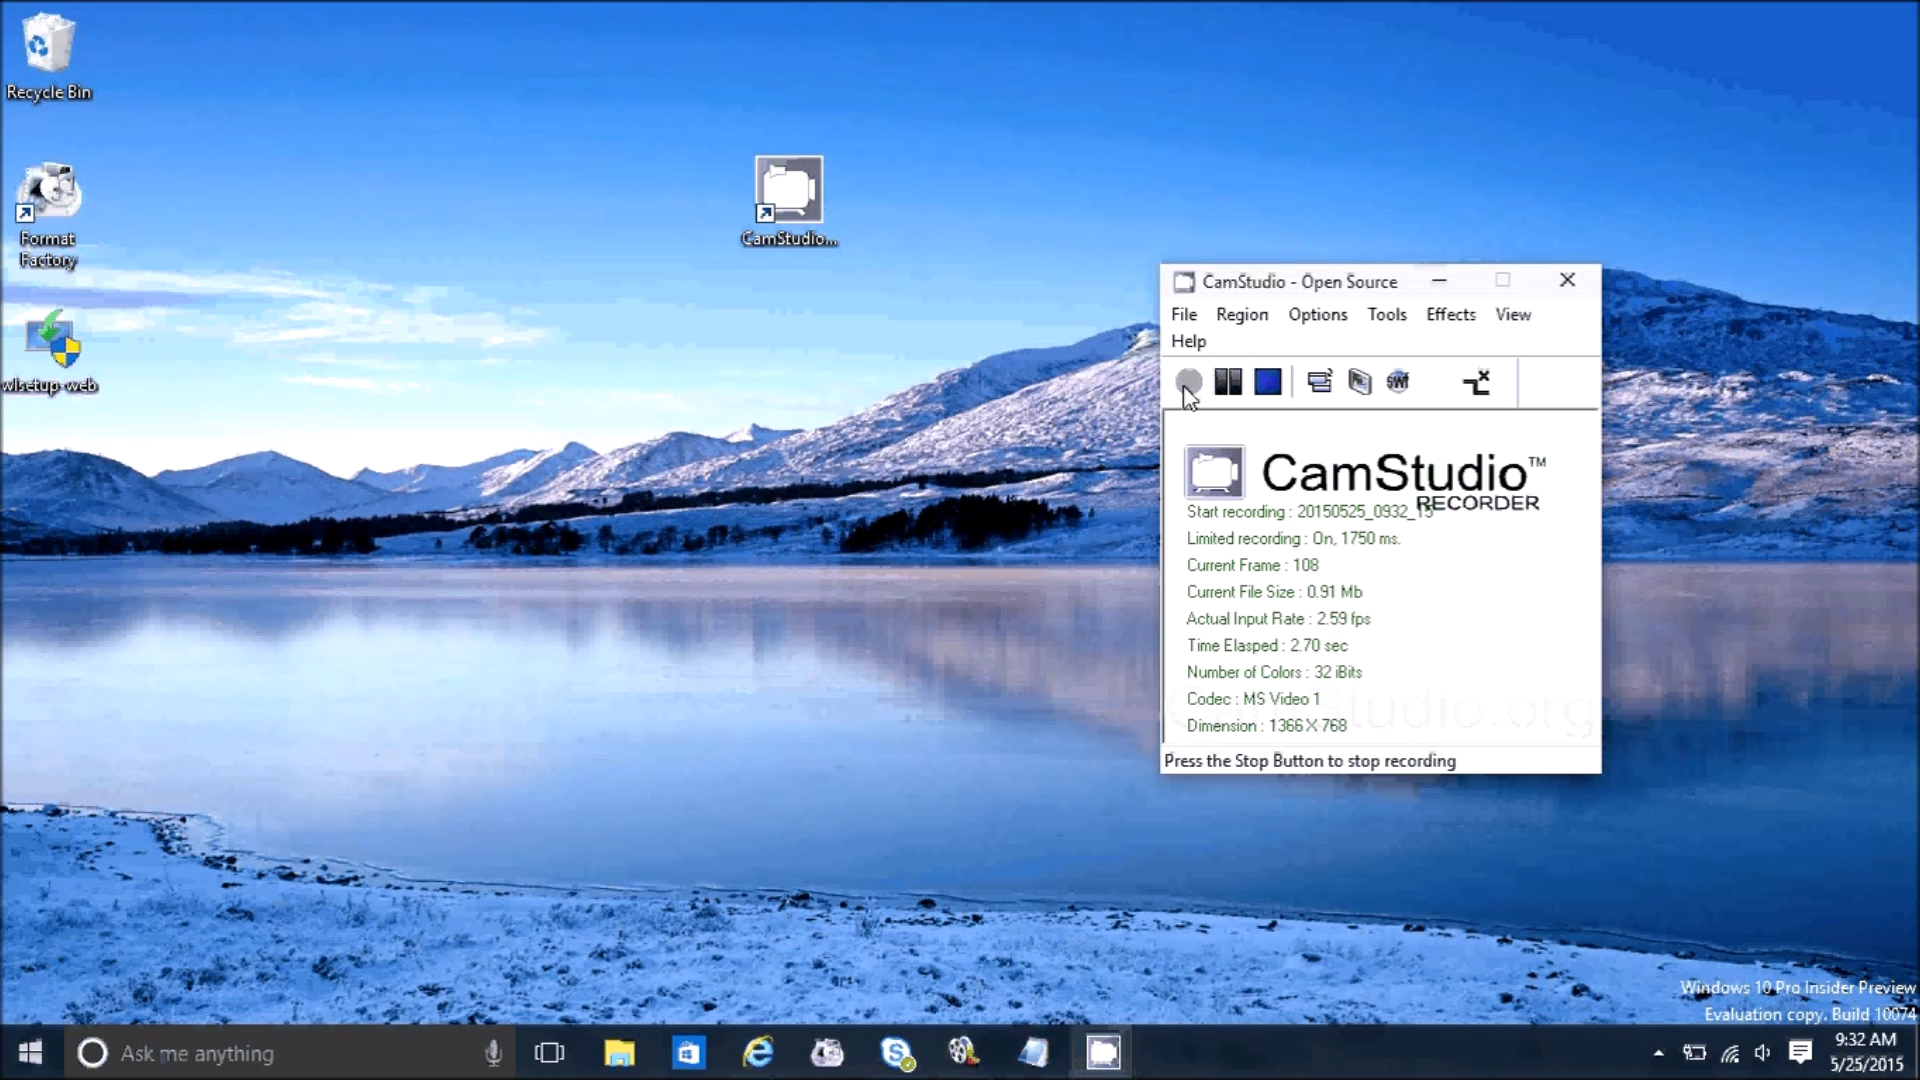 Recycle Bin
Format
Factory
wlsetup-web
CamStudio...
CamStudio - Open Source
File Region Options Tools Effects View
Help
swf
CamStudio™
RECORDER
Start recording : 20150525_0932_15
Limited recording : On, 1750 ms.
Current Frame : 108
Current File Size : 0.91 Mb
Actual Input Rate : 2.59 fps
Time Elasped : 2.70 sec
Number of Colors : 32 iBits
Codec : MS Video 1
Dimension : 1366 X 768
Press the Stop Button to stop recording
Windows 10 Pro Insider Preview
Evaluation copy. Build 10074
Ask me anything
9:32 AM
5/25/2015